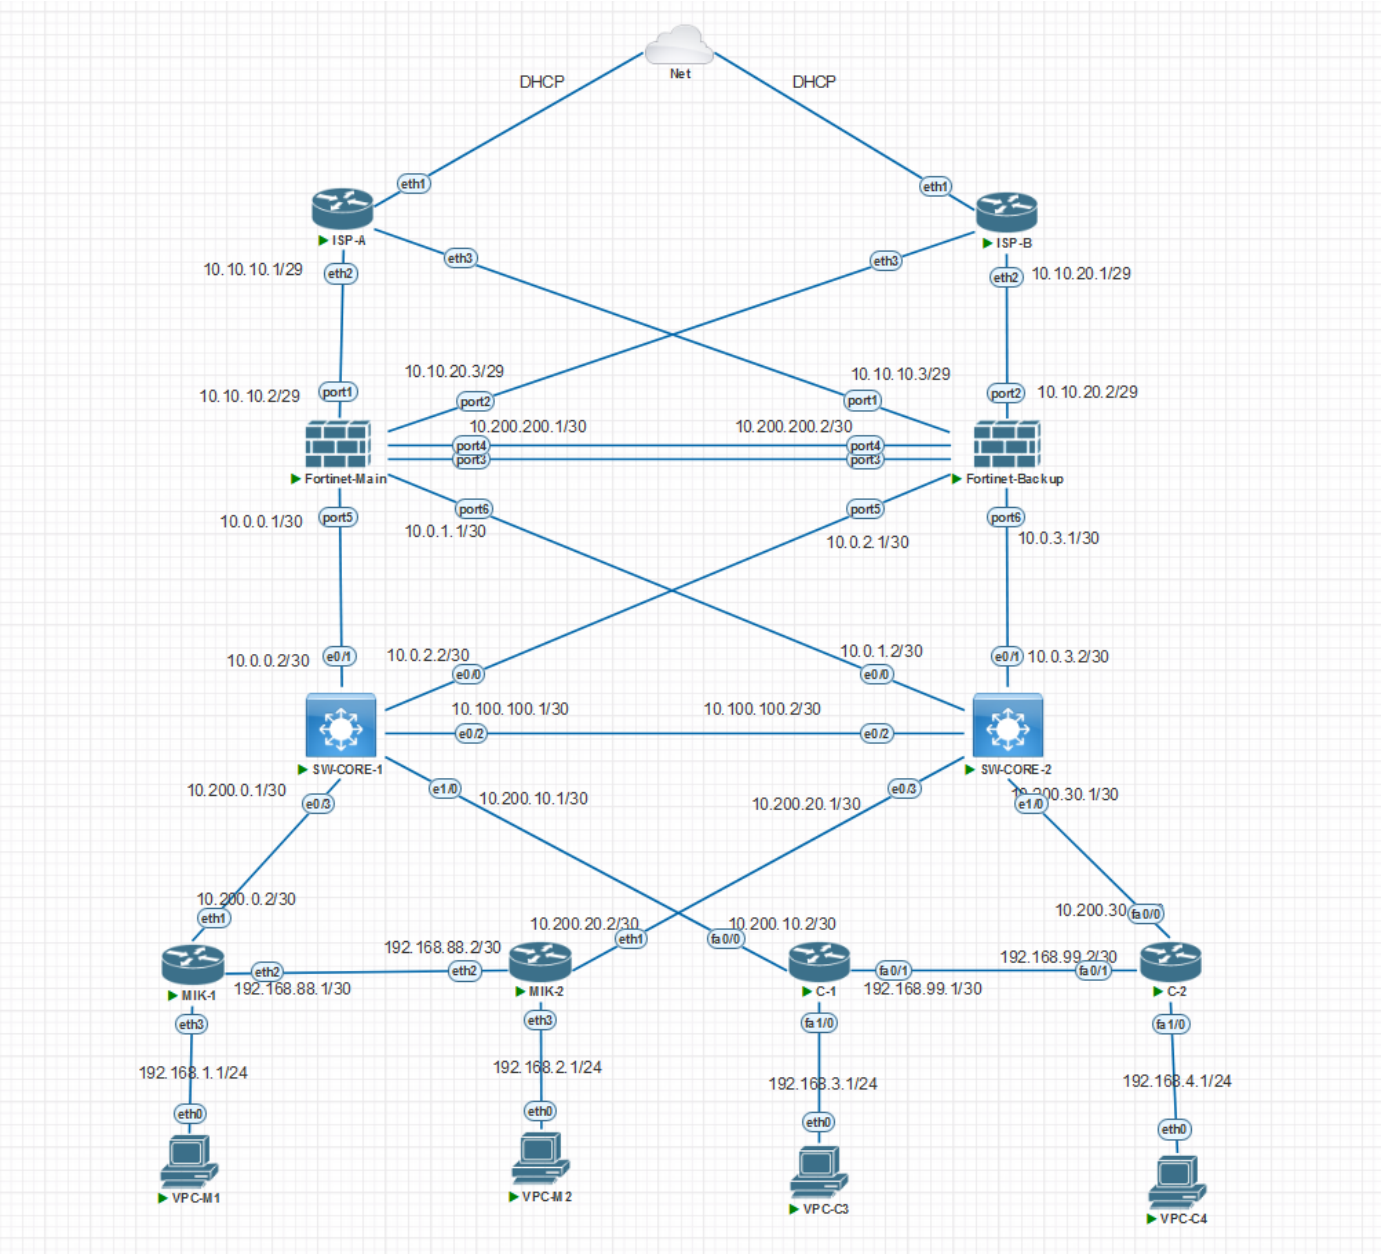 Net
DHCP
DHCP
eth1
eth1
ISP-A
ISP-B
eth3
eth3
10.10.10.1/29
eth2
eth2
10.10.20.1/29
10.10.20.3/29
10.10.10.3/29
10.10.10.2/29
port1
port2
port1
port2
10.10.20.2/29
10.200.200.1/30
10.200.200.2/30
port4
port4
port3
port3
Fortinet-Main
Fortinet-Backup
10.0.0.1/30
port5
port6
port5
port6
10.0.1.1/30
10.0.2.1/30
10.0.3.1/30
10.0.0.2/30
e0/1
10.0.2.2/30
10.0.1.2/30
e0/1
10.0.3.2/30
e0/0
e0/0
10.100.100.1/30
10.100.100.2/30
e0/2
e0/2
SW-CORE-1
SW-CORE-2
10.200.0.1/30
e0/3
e1/0
10.200.10.1/30
10.200.20.1/30
e0/3
10.200.30.1/30
e1/0
10.200.0.2/30
eth1
10.200.20.2/30
eth1
10.200.10.2/30
fa0/0
10.200.30
fa0/0
192.168.88.2/30
192.168.99.2/30
eth2
eth2
fa0/1
fa0/1
MIK-1
192.168.88.1/30
MIK-2
C-1
192.168.99.1/30
C-2
eth3
eth3
fa1/0
fa1/0
192.168.1.1/24
192.168.2.1/24
192.168.3.1/24
192.168.4.1/24
eth0
eth0
eth0
eth0
VPC-M1
VPC-M2
VPC-C3
VPC-C4